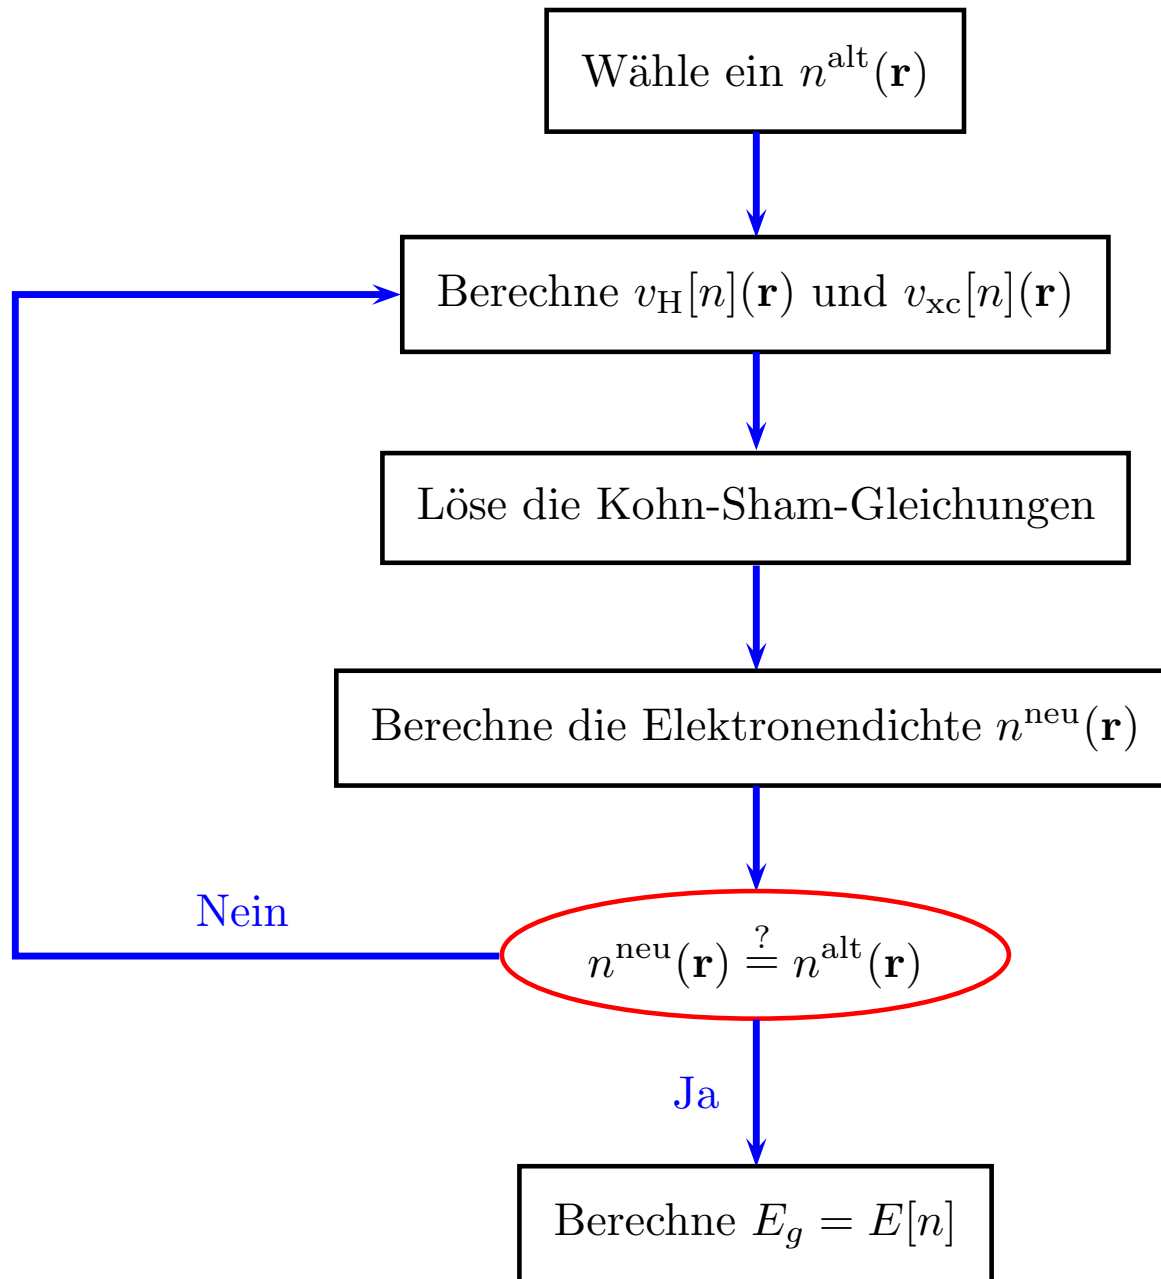 Wähle ein n^alt(r)
Berechne v_H[n](r) und v_xc[n](r)
Löse die Kohn-Sham-Gleichungen
Berechne die Elektronendichte n^neu(r)
Nein
n^neu(r) ≟ n^alt(r)
Ja
Berechne E_g = E[n]